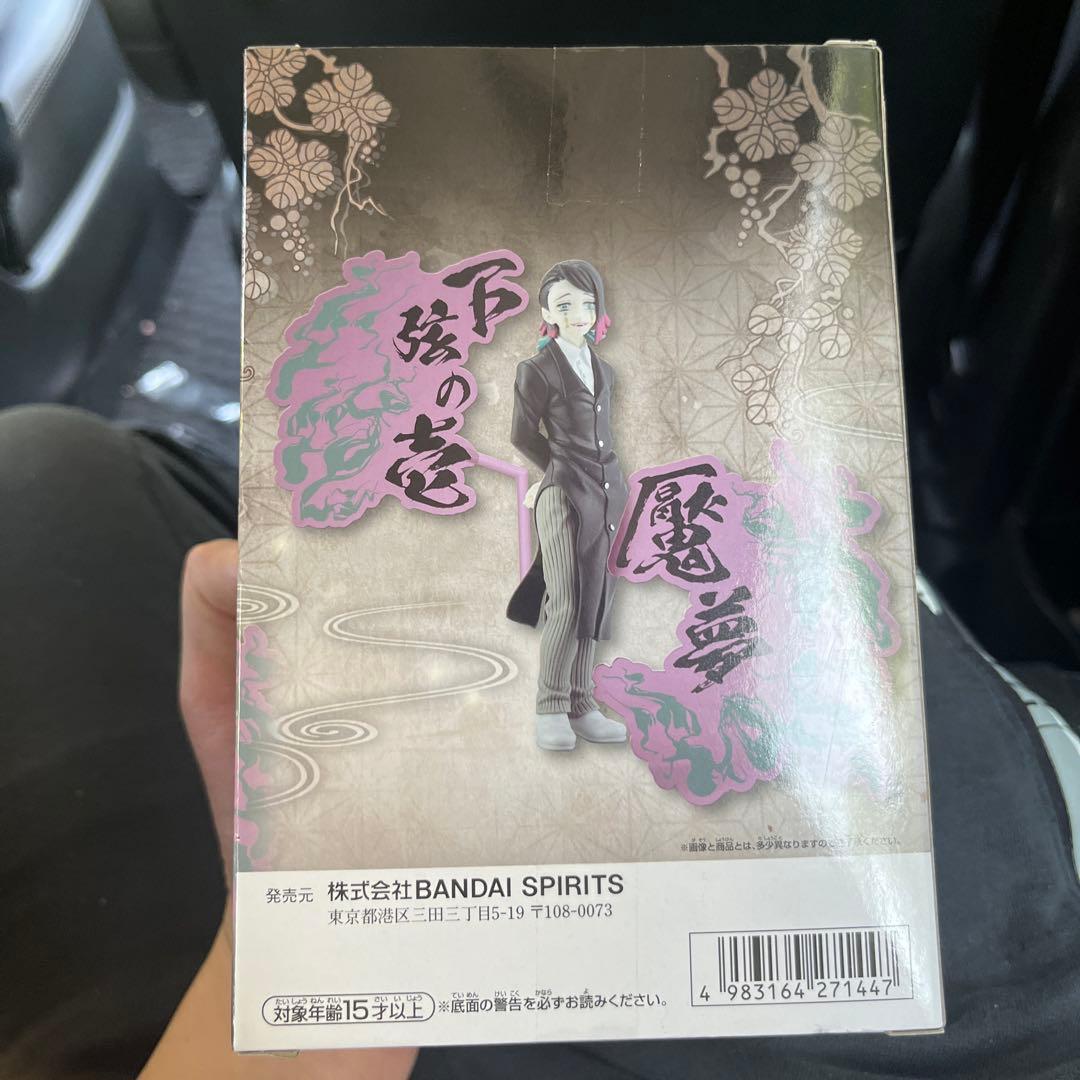 下弦の壱
魘夢
※画像と商品とは、多少異なりますのでご了承ください。
発売元 株式会社BANDAI SPIRITS
東京都港区三田三丁目5-19 〒108-0073
対象年齢15才以上 ※底面の警告を必ずお読みください。
4 983164 271447